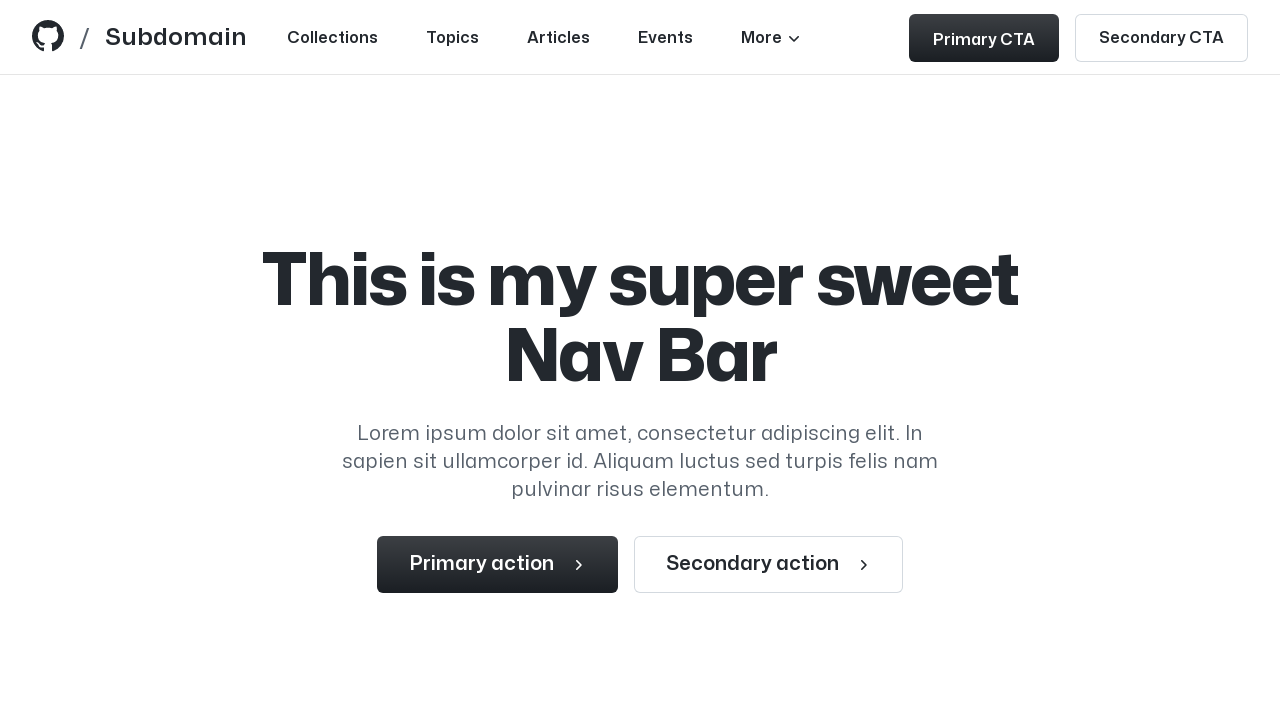 / Subdomain Collections Topics Articles Events More Primary CTA Secondary CTA
This is my super sweet
Nav Bar
Lorem ipsum dolor sit amet, consectetur adipiscing elit. In
sapien sit ullamcorper id. Aliquam luctus sed turpis felis nam
pulvinar risus elementum.
Primary action Secondary action